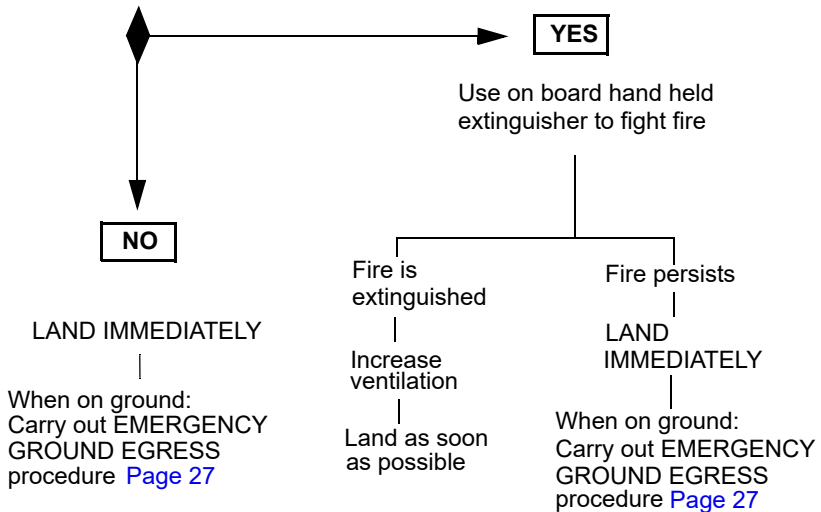 YES
Use on board hand held
extinguisher to fight fire
NO
LAND IMMEDIATELY
When on ground:
Carry out EMERGENCY
GROUND EGRESS
procedure Page 27
Fire is
extinguished
Increase
ventilation
Land as soon
as possible
Fire persists
LAND
IMMEDIATELY
When on ground:
Carry out EMERGENCY
GROUND EGRESS
procedure Page 27